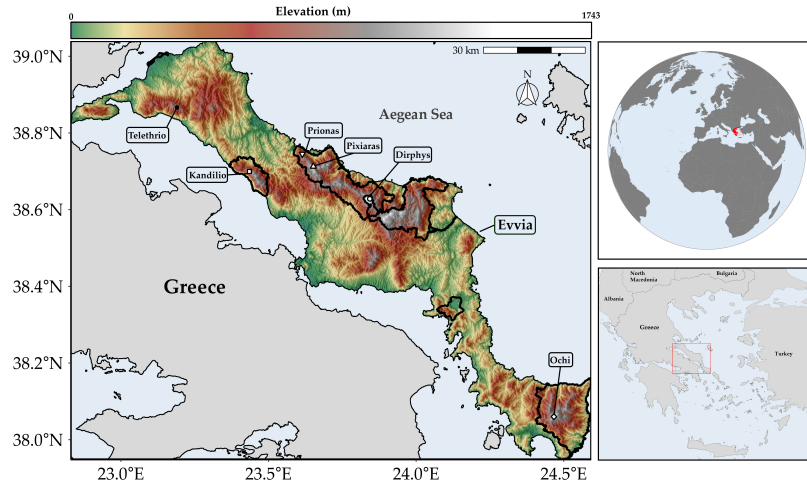 Elevation (m)
0
1743
39.0°N
38.8°N
38.6°N
38.4°N
38.2°N
38.0°N
23.0°E
23.5°E
24.0°E
24.5°E
30 km
N
Aegean Sea
Telethrio
Prionas
Pixiaras
Dirphys
Kandilio
Evvia
Greece
Ochi
North
Macedonia
Bulgaria
Albania
Greece
Turkey